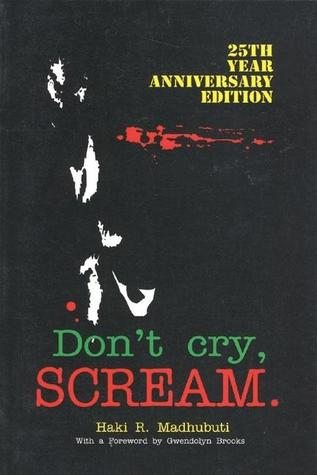 25TH
YEAR
ANNIVERSARY
EDITION
Don't cry,
SCREAM.
Haki R. Madhubuti
With a Foreword by Gwendolyn Brooks